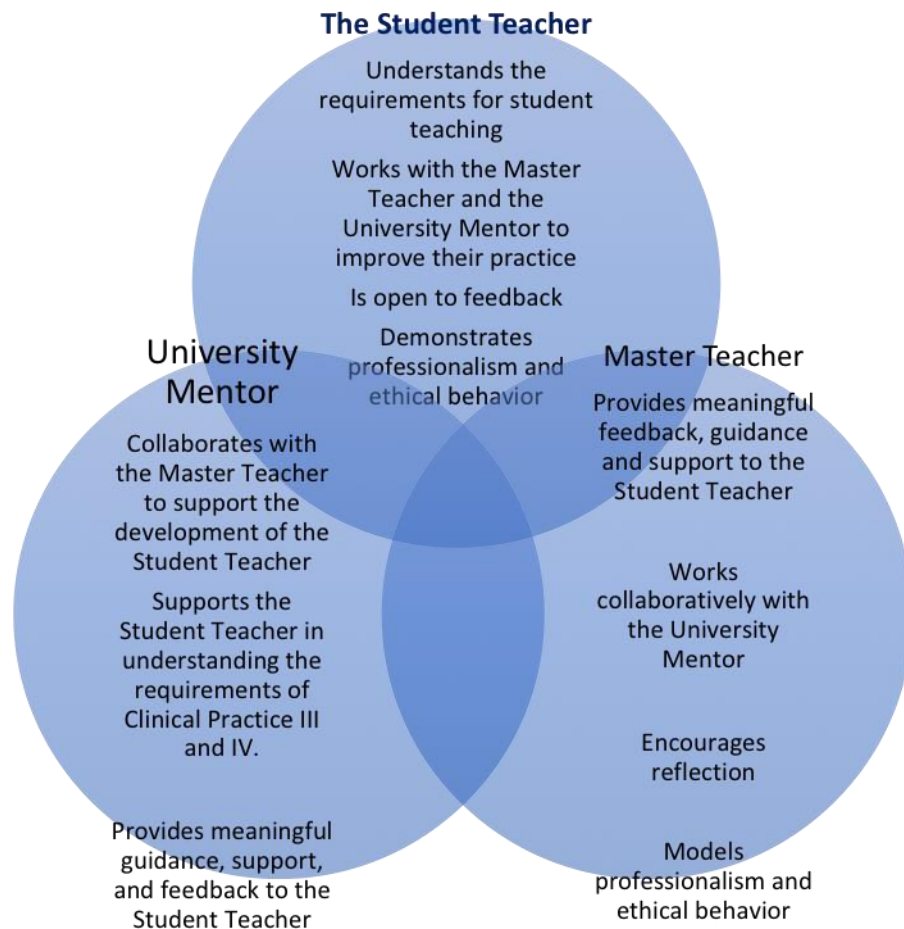 The Student Teacher
Understands the
requirements for student
teaching
Works with the Master
Teacher and the
University Mentor to
improve their practice
Is open to feedback
Demonstrates
professionalism and
ethical behavior
University
Mentor
Collaborates with
the Master Teacher
to support the
development of the
Student Teacher
Supports the
Student Teacher in
understanding the
requirements of
Clinical Practice III
and IV.
Provides meaningful
guidance, support,
and feedback to the
Student Teacher
Master Teacher
Provides meaningful
feedback, guidance
and support to the
Student Teacher
Works
collaboratively with
the University
Mentor
Encourages
reflection
Models
professionalism and
ethical behavior